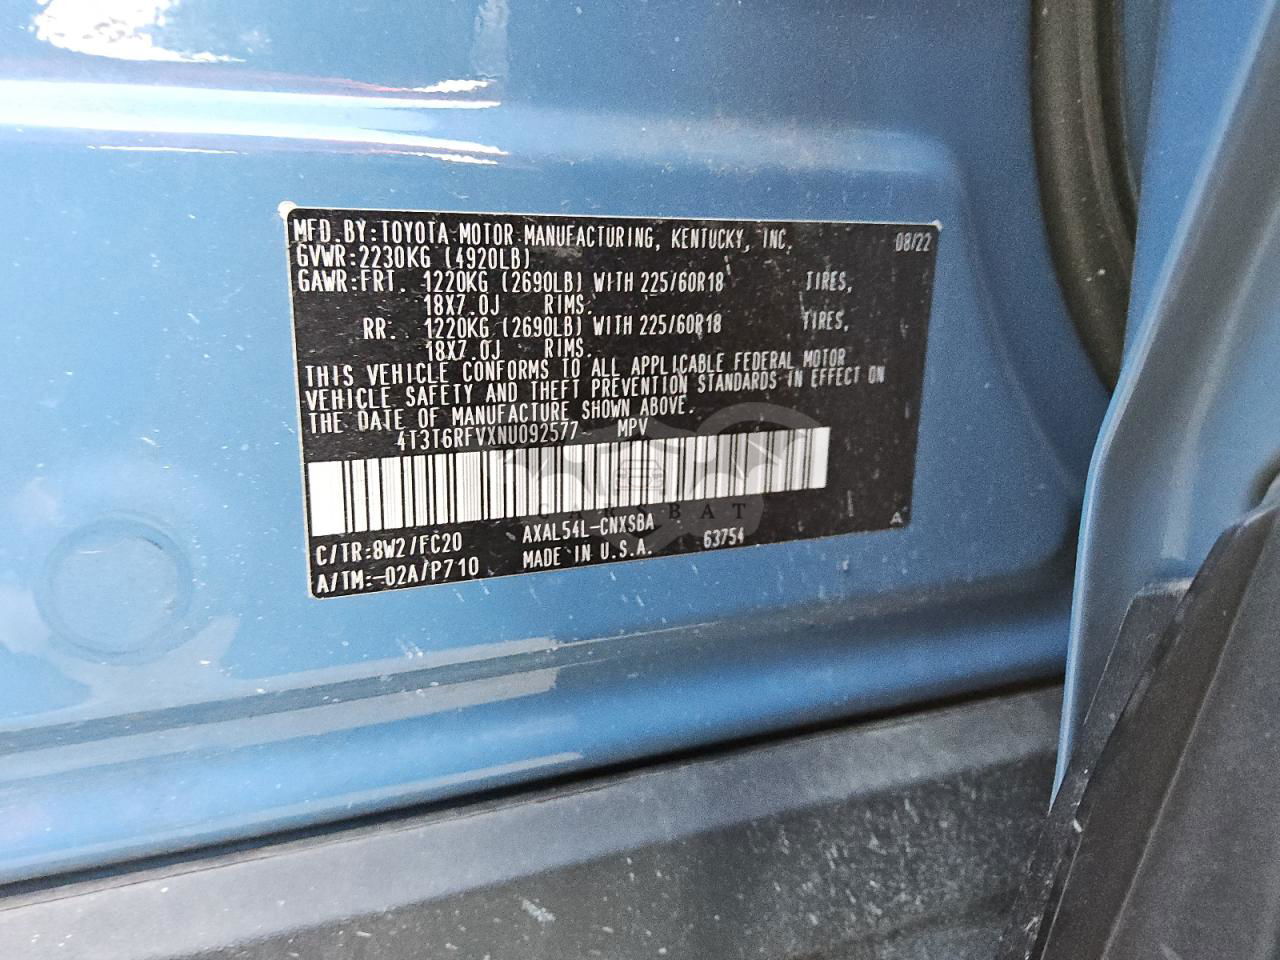 MFD.BY:TOYOTA MOTOR MANUFACTURING, KENTUCKY, INC. 08/22
GVWR:2230KG (4920LB)
GAWR:FRT. 1220KG (2690LB) WITH 225/60R18 TIRES,
18X7.0J RIMS.
RR. 1220KG (2690LB) WITH 225/60R18 TIRES,
18X7.0J RIMS.
THIS VEHICLE CONFORMS TO ALL APPLICABLE FEDERAL MOTOR
VEHICLE SAFETY AND THEFT PREVENTION STANDARDS IN EFFECT ON
THE DATE OF MANUFACTURE SHOWN ABOVE.
4T3T6RFVXNU092577 MPV
CARSBAT
C/TR:8W2/FC20 AXAL54L-CNXSBA A
A/TM:-02A/P710 MADE IN U.S.A. 63754